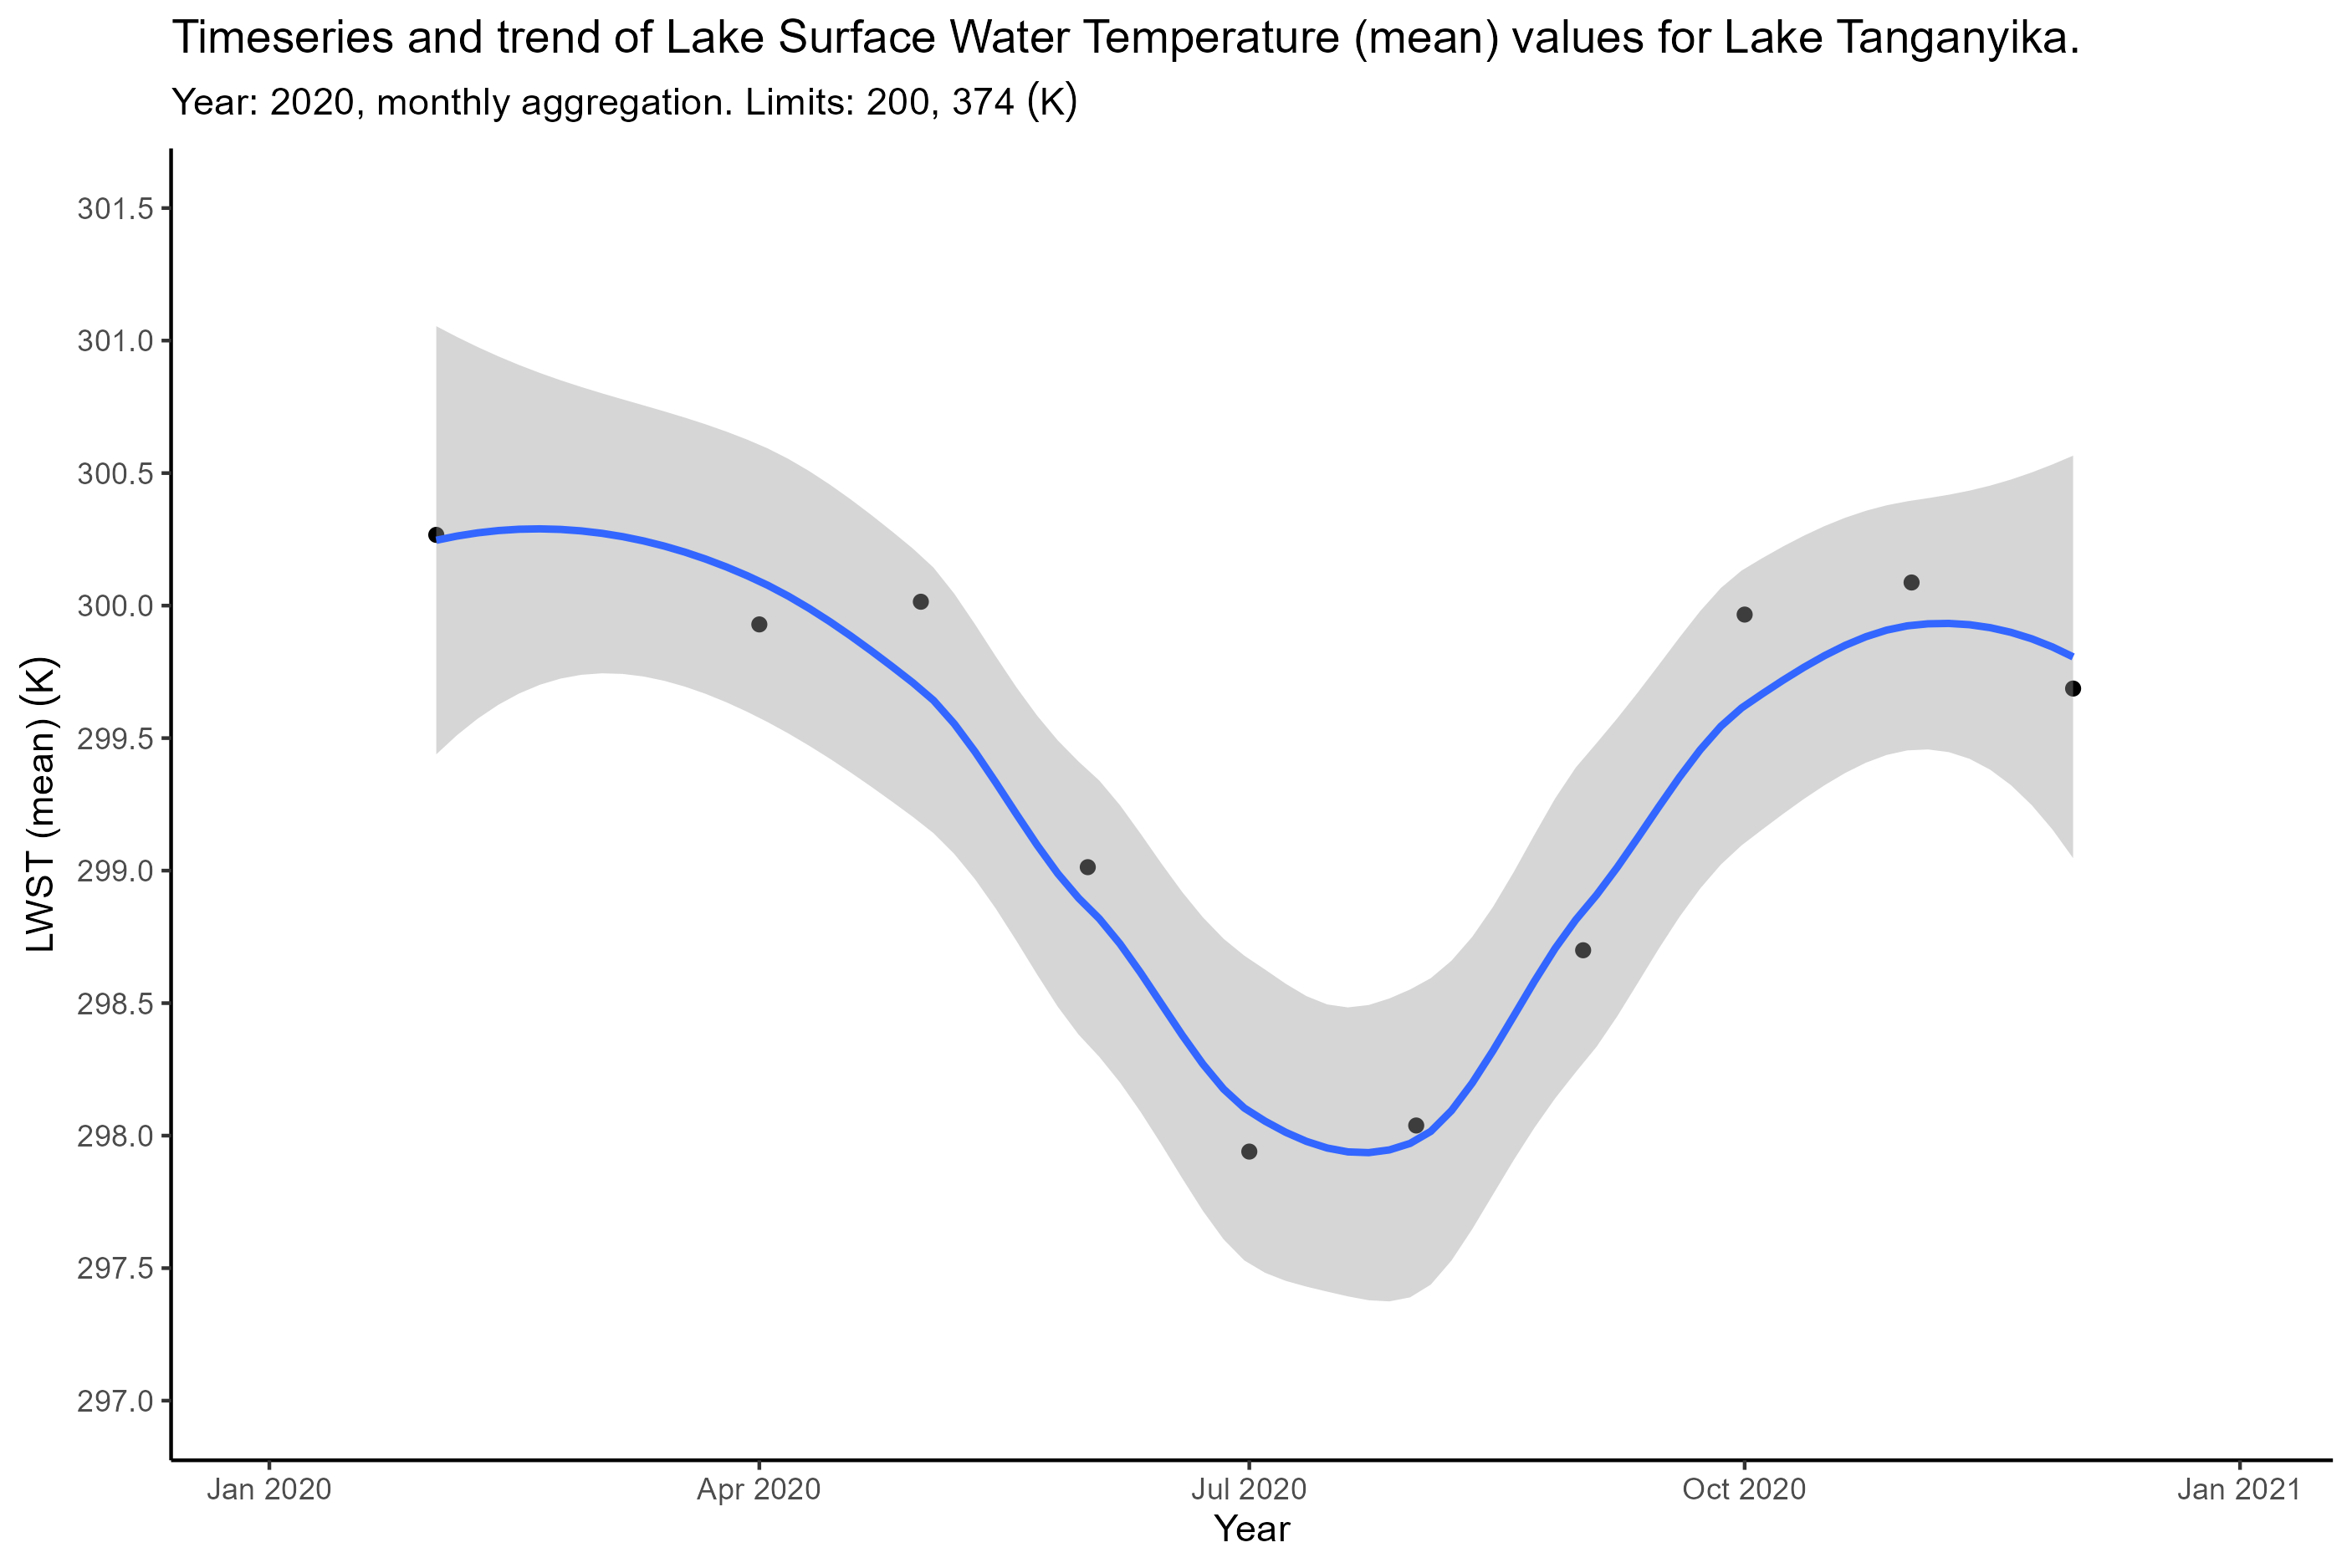 Timeseries and trend of Lake Surface Water Temperature (mean) values for Lake Tanganyika.
Year: 2020, monthly aggregation. Limits: 200, 374 (K)
LWST (mean) (K)
301.5
301.0
300.5
300.0
299.5
299.0
298.5
298.0
297.5
297.0
Jan 2020
Apr 2020
Jul 2020
Oct 2020
Jan 2021
Year